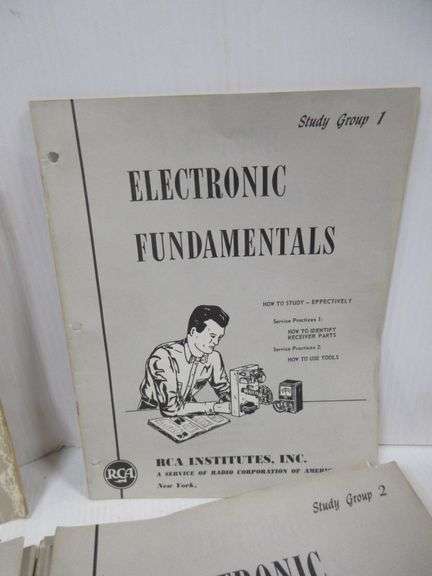 Study Group 1
ELECTRONIC
FUNDAMENTALS
HOW TO STUDY – EFFECTIVELY
Service Practices 1:
HOW TO IDENTIFY
RECEIVER PARTS
Service Practices 2:
HOW TO USE TOOLS
RCA
RCA INSTITUTES, INC.
A SERVICE OF RADIO CORPORATION OF AMERI
New York,
Study Group 2